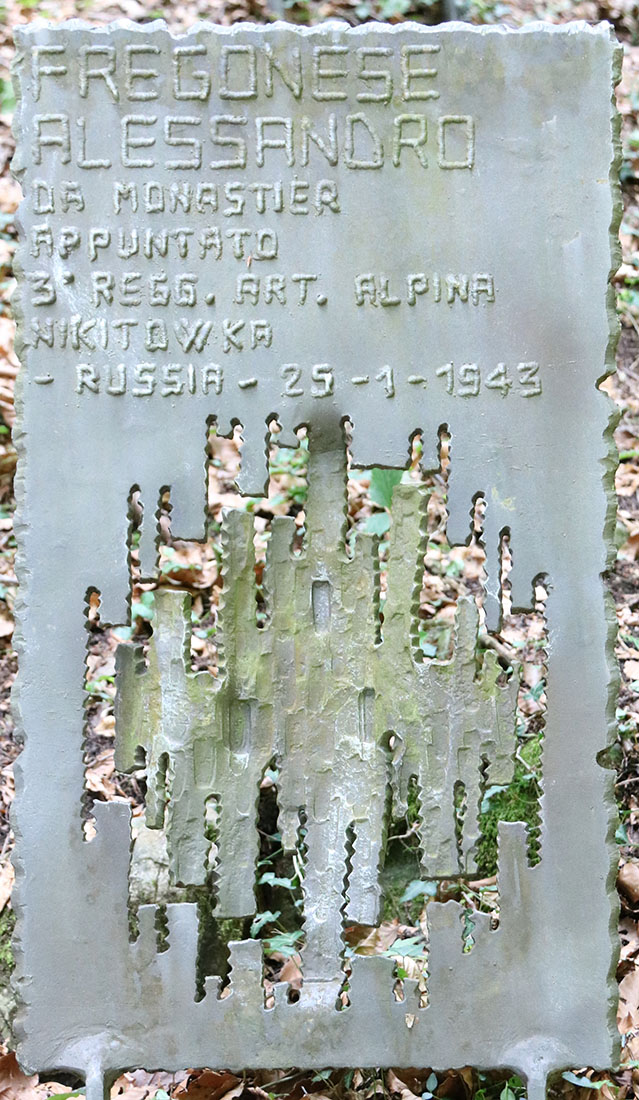 FREGONESE
ALESSANDRO
DA MONASTIER
APPUNTATO
3° REGG. ART. ALPINA
NIKITOWKA
- RUSSIA - 25 - 1 - 1943